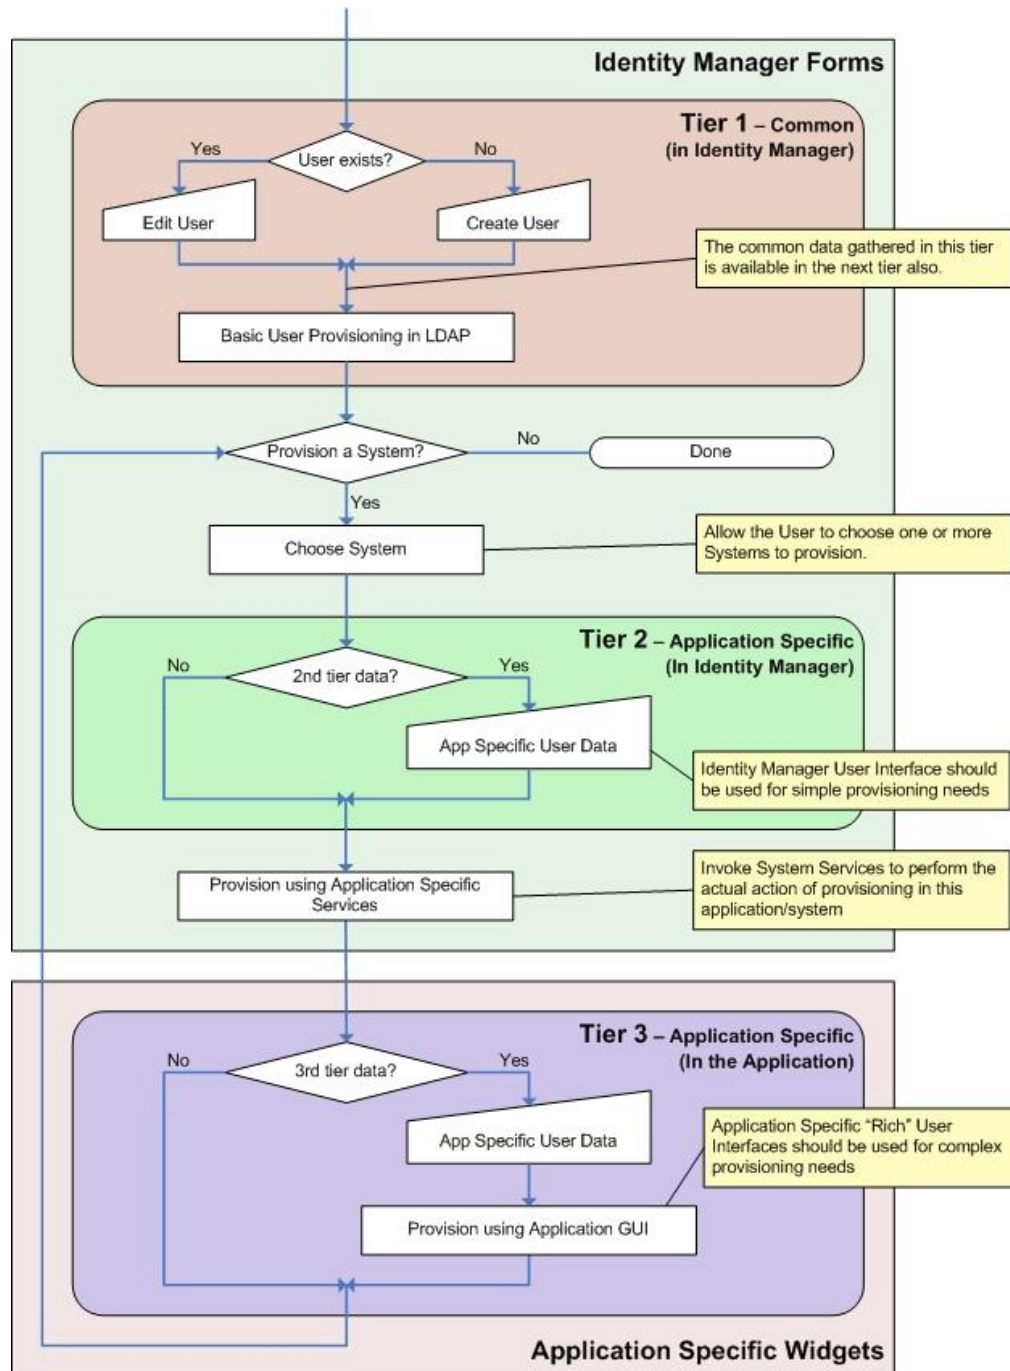 Identity Manager Forms
Tier 1 – Common
(in Identity Manager)
Yes
User exists?
No
Edit User
Create User
The common data gathered in this tier
is available in the next tier also.
Basic User Provisioning in LDAP
Provision a System?
No
Done
Yes
Choose System
Allow the User to choose one or more
Systems to provision.
Tier 2 – Application Specific
(In Identity Manager)
No
2nd tier data?
Yes
App Specific User Data
Identity Manager User Interface should
be used for simple provisioning needs
Provision using Application Specific
Services
Invoke System Services to perform the
actual action of provisioning in this
application/system
Tier 3 – Application Specific
(In the Application)
No
3rd tier data?
Yes
App Specific User Data
Application Specific “Rich” User
Interfaces should be used for complex
provisioning needs
Provision using Application GUI
Application Specific Widgets